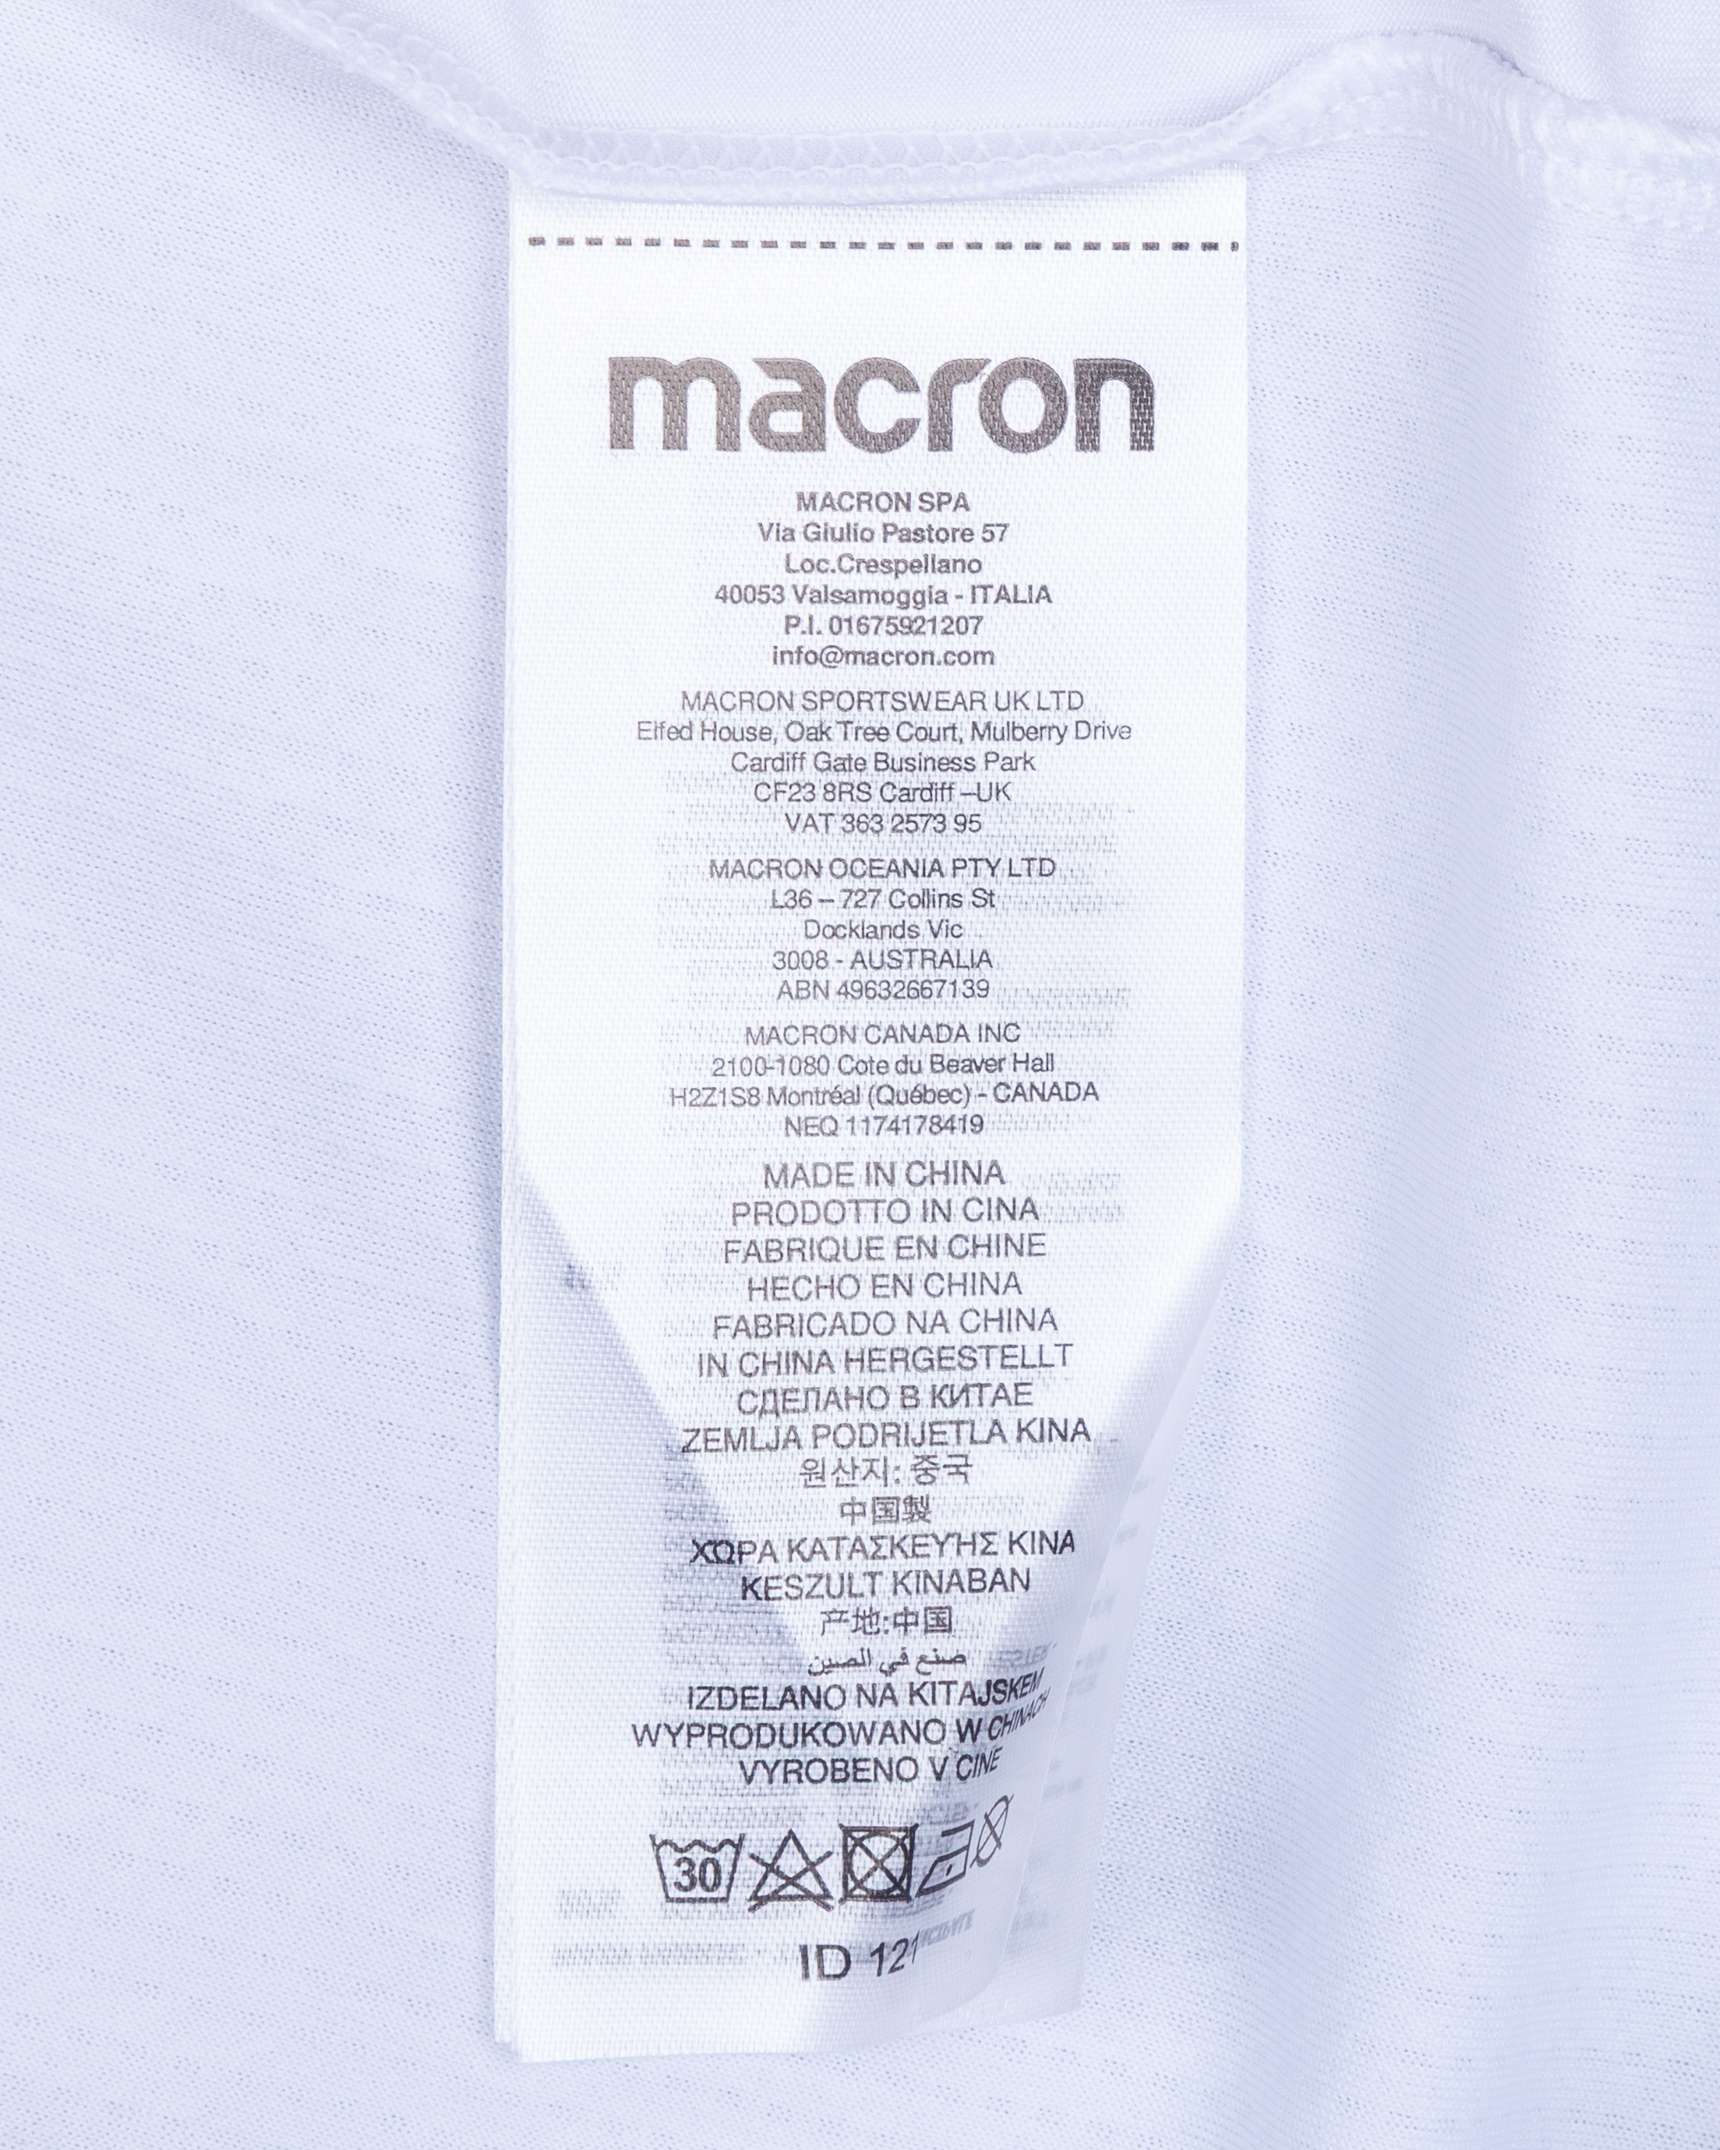 macron
MACRON SPA
Via Giulio Pastore 57
Loc.Crespellano
40053 Valsamoggia - ITALIA
P.I. 01675921207
info@macron.com
MACRON SPORTSWEAR UK LTD
Elfed House, Oak Tree Court, Mulberry Drive
Cardiff Gate Business Park
CF23 8RS Cardiff –UK
VAT 363 2573 95
MACRON OCEANIA PTY LTD
L36 – 727 Collins St
Docklands Vic
3008 - AUSTRALIA
ABN 49632667139
MACRON CANADA INC
2100-1080 Cote du Beaver Hall
H2Z1S8 Montréal (Québec) - CANADA
NEQ 1174178419
MADE IN CHINA
PRODOTTO IN CINA
FABRIQUE EN CHINE
HECHO EN CHINA
FABRICADO NA CHINA
IN CHINA HERGESTELLT
СДЕЛАНО В КИТАЕ
ZEMLJA PODRIJETLA KINA
원산지: 중국
中国製
ΧΩΡΑ ΚΑΤΑΣΚΕΥΉΣ ΚΙΝΑ
KESZULT KINABAN
产地:中国
صنع في الصين
IZDELANO NA KITAJSKEM
WYPRODUKOWANO W CHINACH
VYROBENO V CINE
30
ID 121